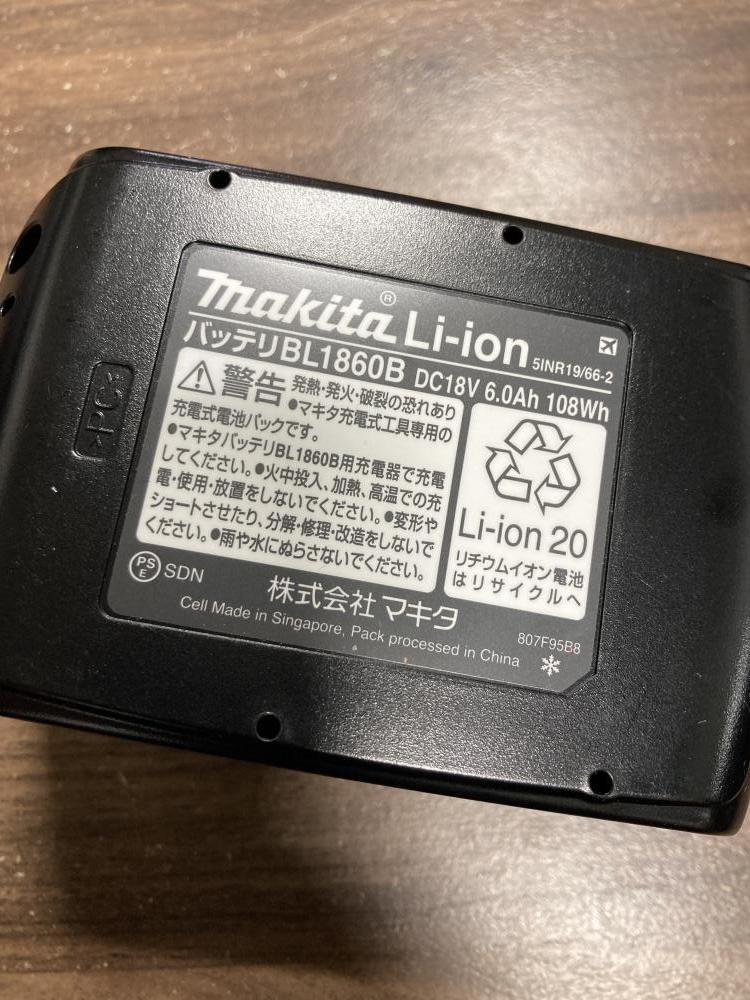 makita® Li-ion 5INR19/66-2
バッテリBL1860B DC18V 6.0Ah 108Wh
警告 発熱・発火・破裂の恐れあり
●マキタ充電式工具専用の
充電式電池パックです。
●マキタバッテリBL1860B用充電器で充電
してください。●火中投入、加熱、高温での充
電・使用・放置をしないでください。●変形や
ショートさせたり、分解・修理・改造をしないで
ください。●雨や水にぬらさないでください。
Li-ion 20
リチウムイオン電池
はリサイクルへ
PS
E SDN
株式会社 マキタ
Cell Made in Singapore, Pack processed in China
807F95B8
>PC<